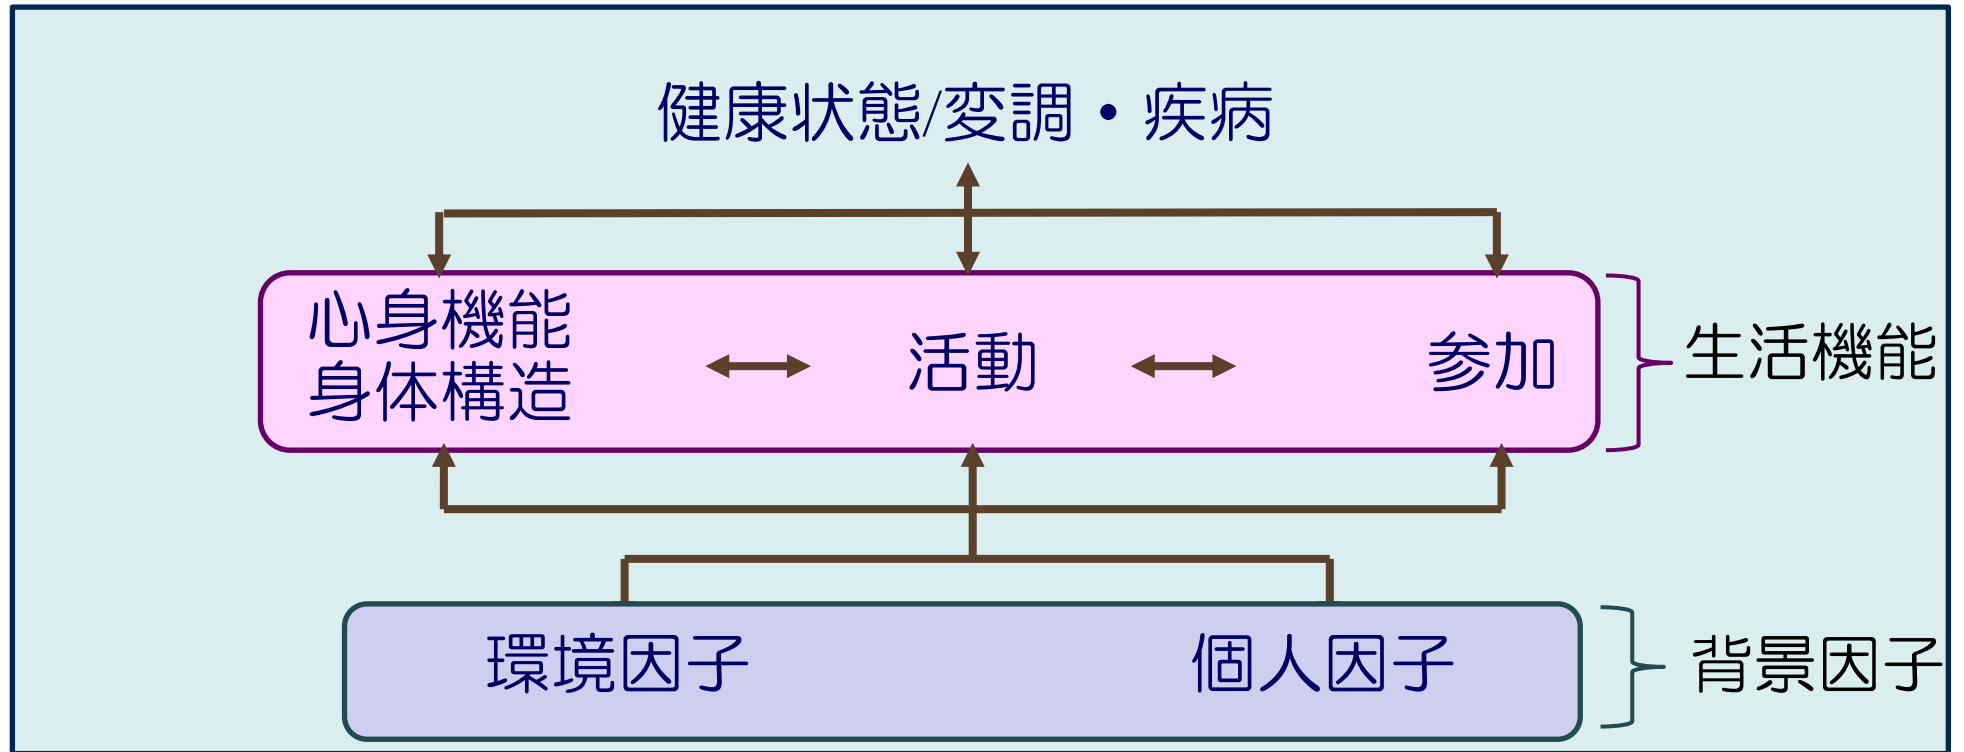 健康状態/変調・疾病
心身機能
身体構造
活動
参加
生活機能
環境因子
個人因子
背景因子